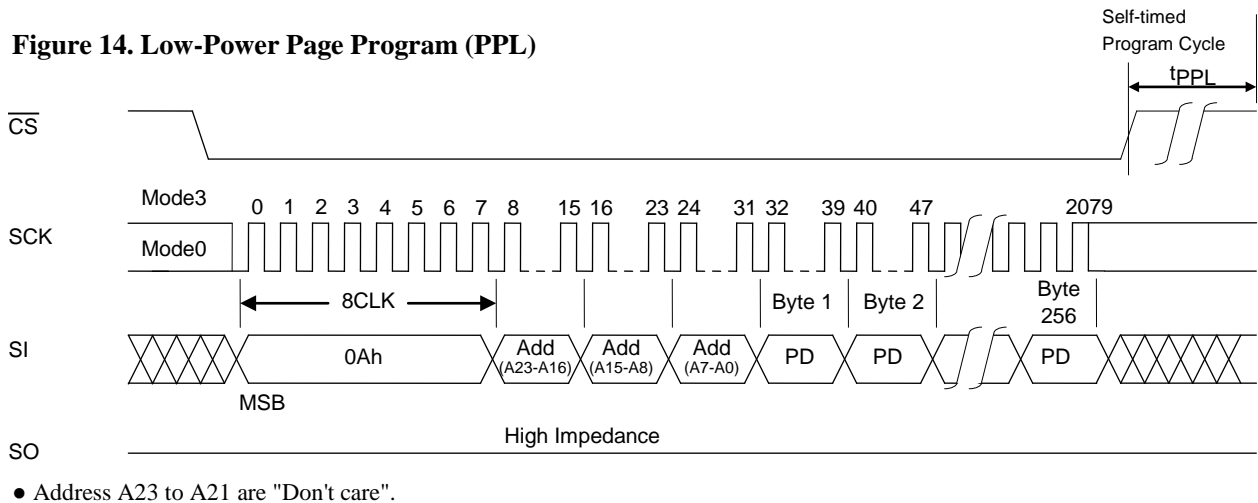 Figure 14. Low-Power Page Program (PPL)
Self-timed
Program Cycle
tPPL
CS
Mode3
0 1 2 3 4 5 6 7 8 15 16 23 24 31 32 39 40 47 2079
SCK
Mode0
8CLK
Byte 1
Byte 2
Byte
256
SI
0Ah
Add
(A23-A16)
Add
(A15-A8)
Add
(A7-A0)
PD
PD
PD
MSB
High Impedance
SO
● Address A23 to A21 are "Don't care".